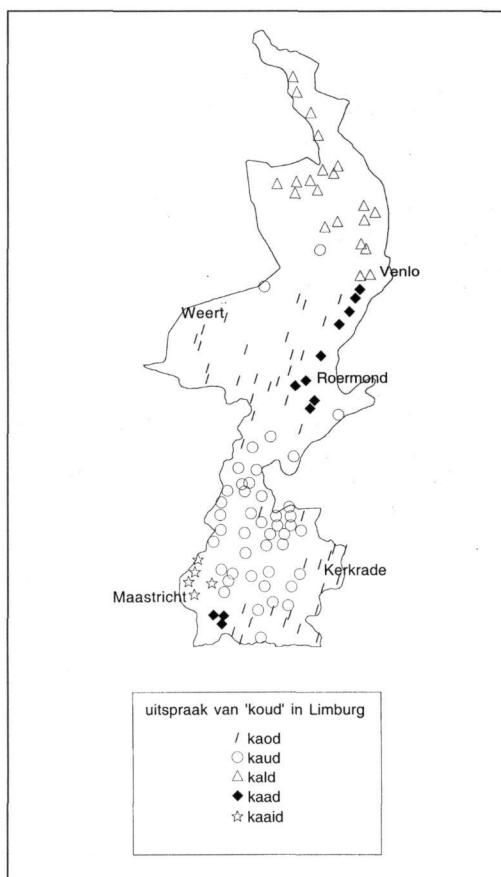 Venlo
Weert
Roermond
Kerkrade
Maastricht
uitspraak van 'koud' in Limburg
kaod
kaud
kald
kaad
kaaid